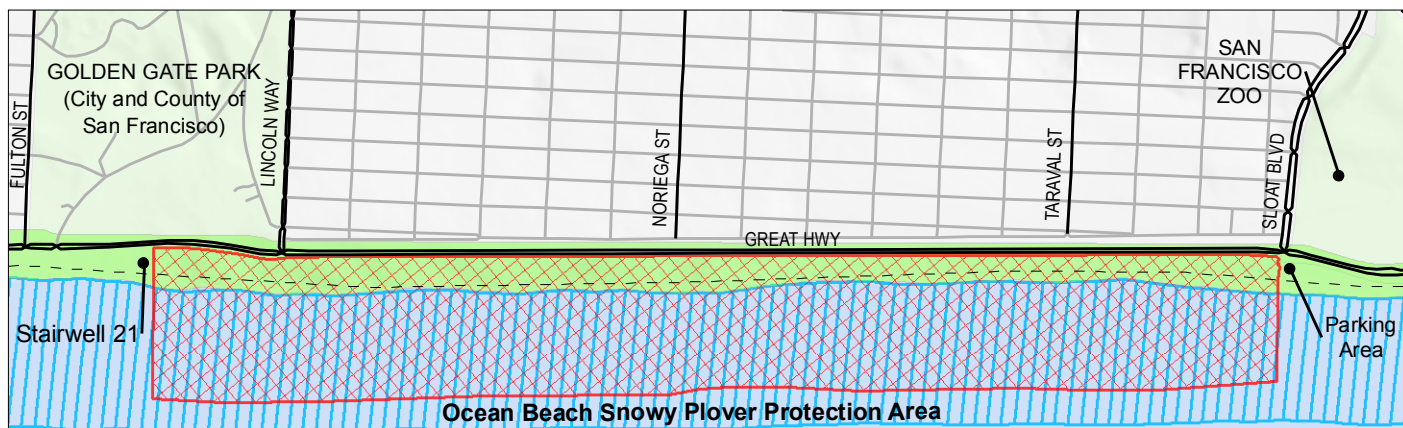 GOLDEN GATE PARK
(City and County of
San Francisco)
FULTON ST
LINCOLN WAY
NORIEGA ST
TARAVAL ST
SLOAT BLVD
SAN
FRANCISCO
ZOO
GREAT HWY
Stairwell 21
Parking
Area
Ocean Beach Snowy Plover Protection Area